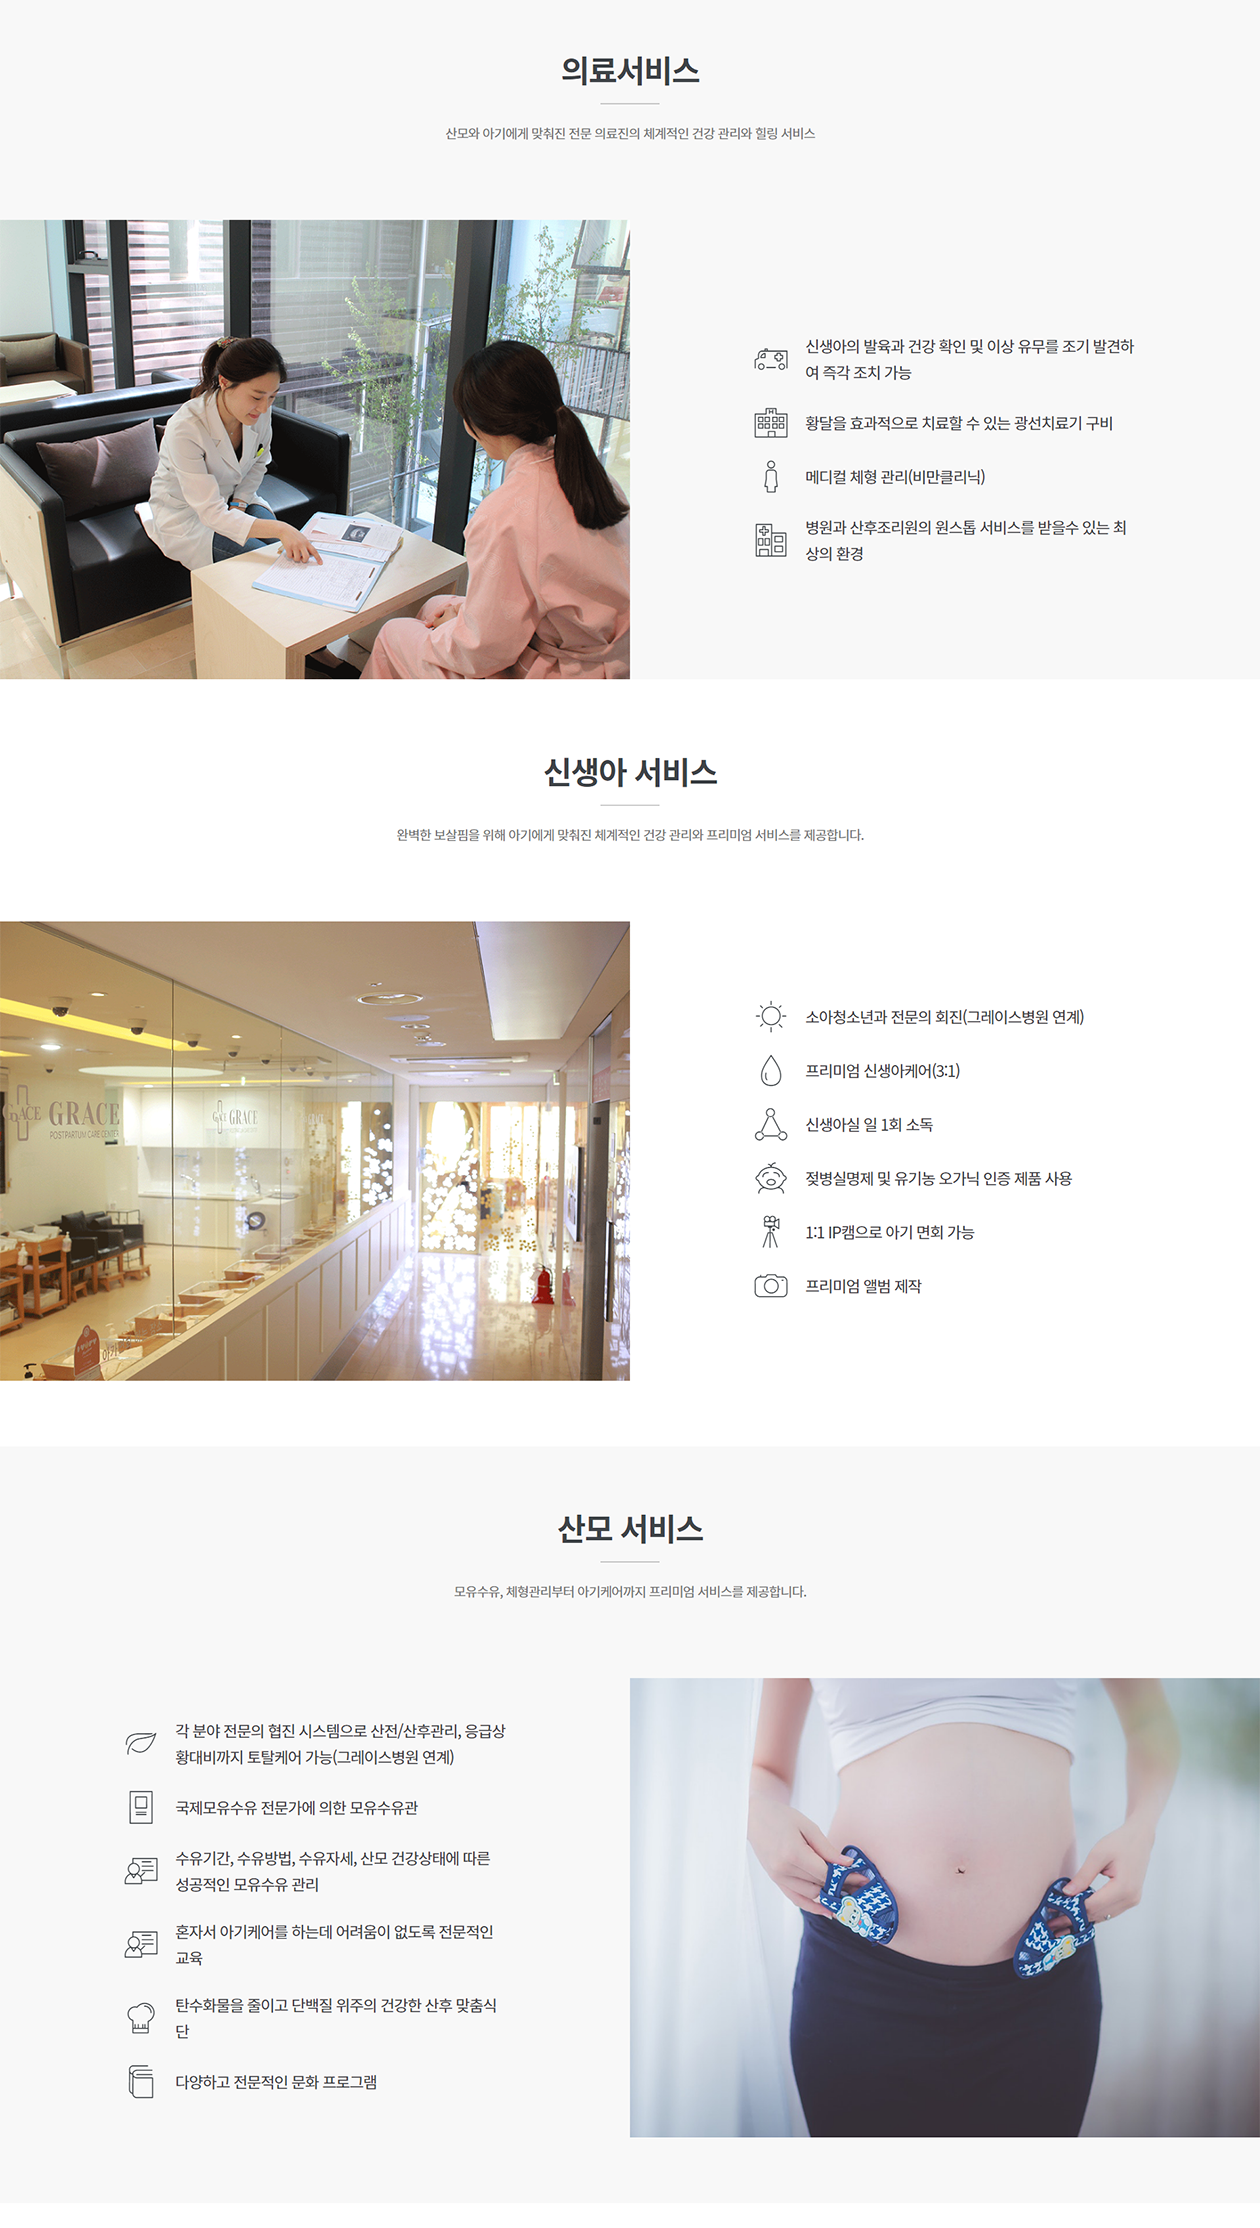 의료서비스
산모와 아기에게 맞춰진 전문 의료진의 체계적인 건강 관리와 힐링 서비스
신생아의 발육과 건강 확인 및 이상 유무를 조기 발견하
여 즉각 조치 가능
황달을 효과적으로 치료할 수 있는 광선치료기 구비
메디컬 체형 관리(비만클리닉)
병원과 산후조리원의 원스톱 서비스를 받을수 있는 최
상의 환경
신생아 서비스
완벽한 보살핌을 위해 아기에게 맞춰진 체계적인 건강 관리와 프리미엄 서비스를 제공합니다.
GRACE GRACE
POSTPARTUM CARE CENTER
GRACE GRACE
소아청소년과 전문의 회진(그레이스병원 연계)
프리미엄 신생아케어(3:1)
신생아실 일 1회 소독
젖병실명제 및 유기농 오가닉 인증 제품 사용
1:1 IP캠으로 아기 면회 가능
프리미엄 앨범 제작
산모 서비스
모유수유, 체형관리부터 아기케어까지 프리미엄 서비스를 제공합니다.
각 분야 전문의 협진 시스템으로 산전/산후관리, 응급상
황대비까지 토탈케어 가능(그레이스병원 연계)
국제모유수유 전문가에 의한 모유수유관
수유기간, 수유방법, 수유자세, 산모 건강상태에 따른
성공적인 모유수유 관리
혼자서 아기케어를 하는데 어려움이 없도록 전문적인
교육
탄수화물을 줄이고 단백질 위주의 건강한 산후 맞춤식
단
다양하고 전문적인 문화 프로그램